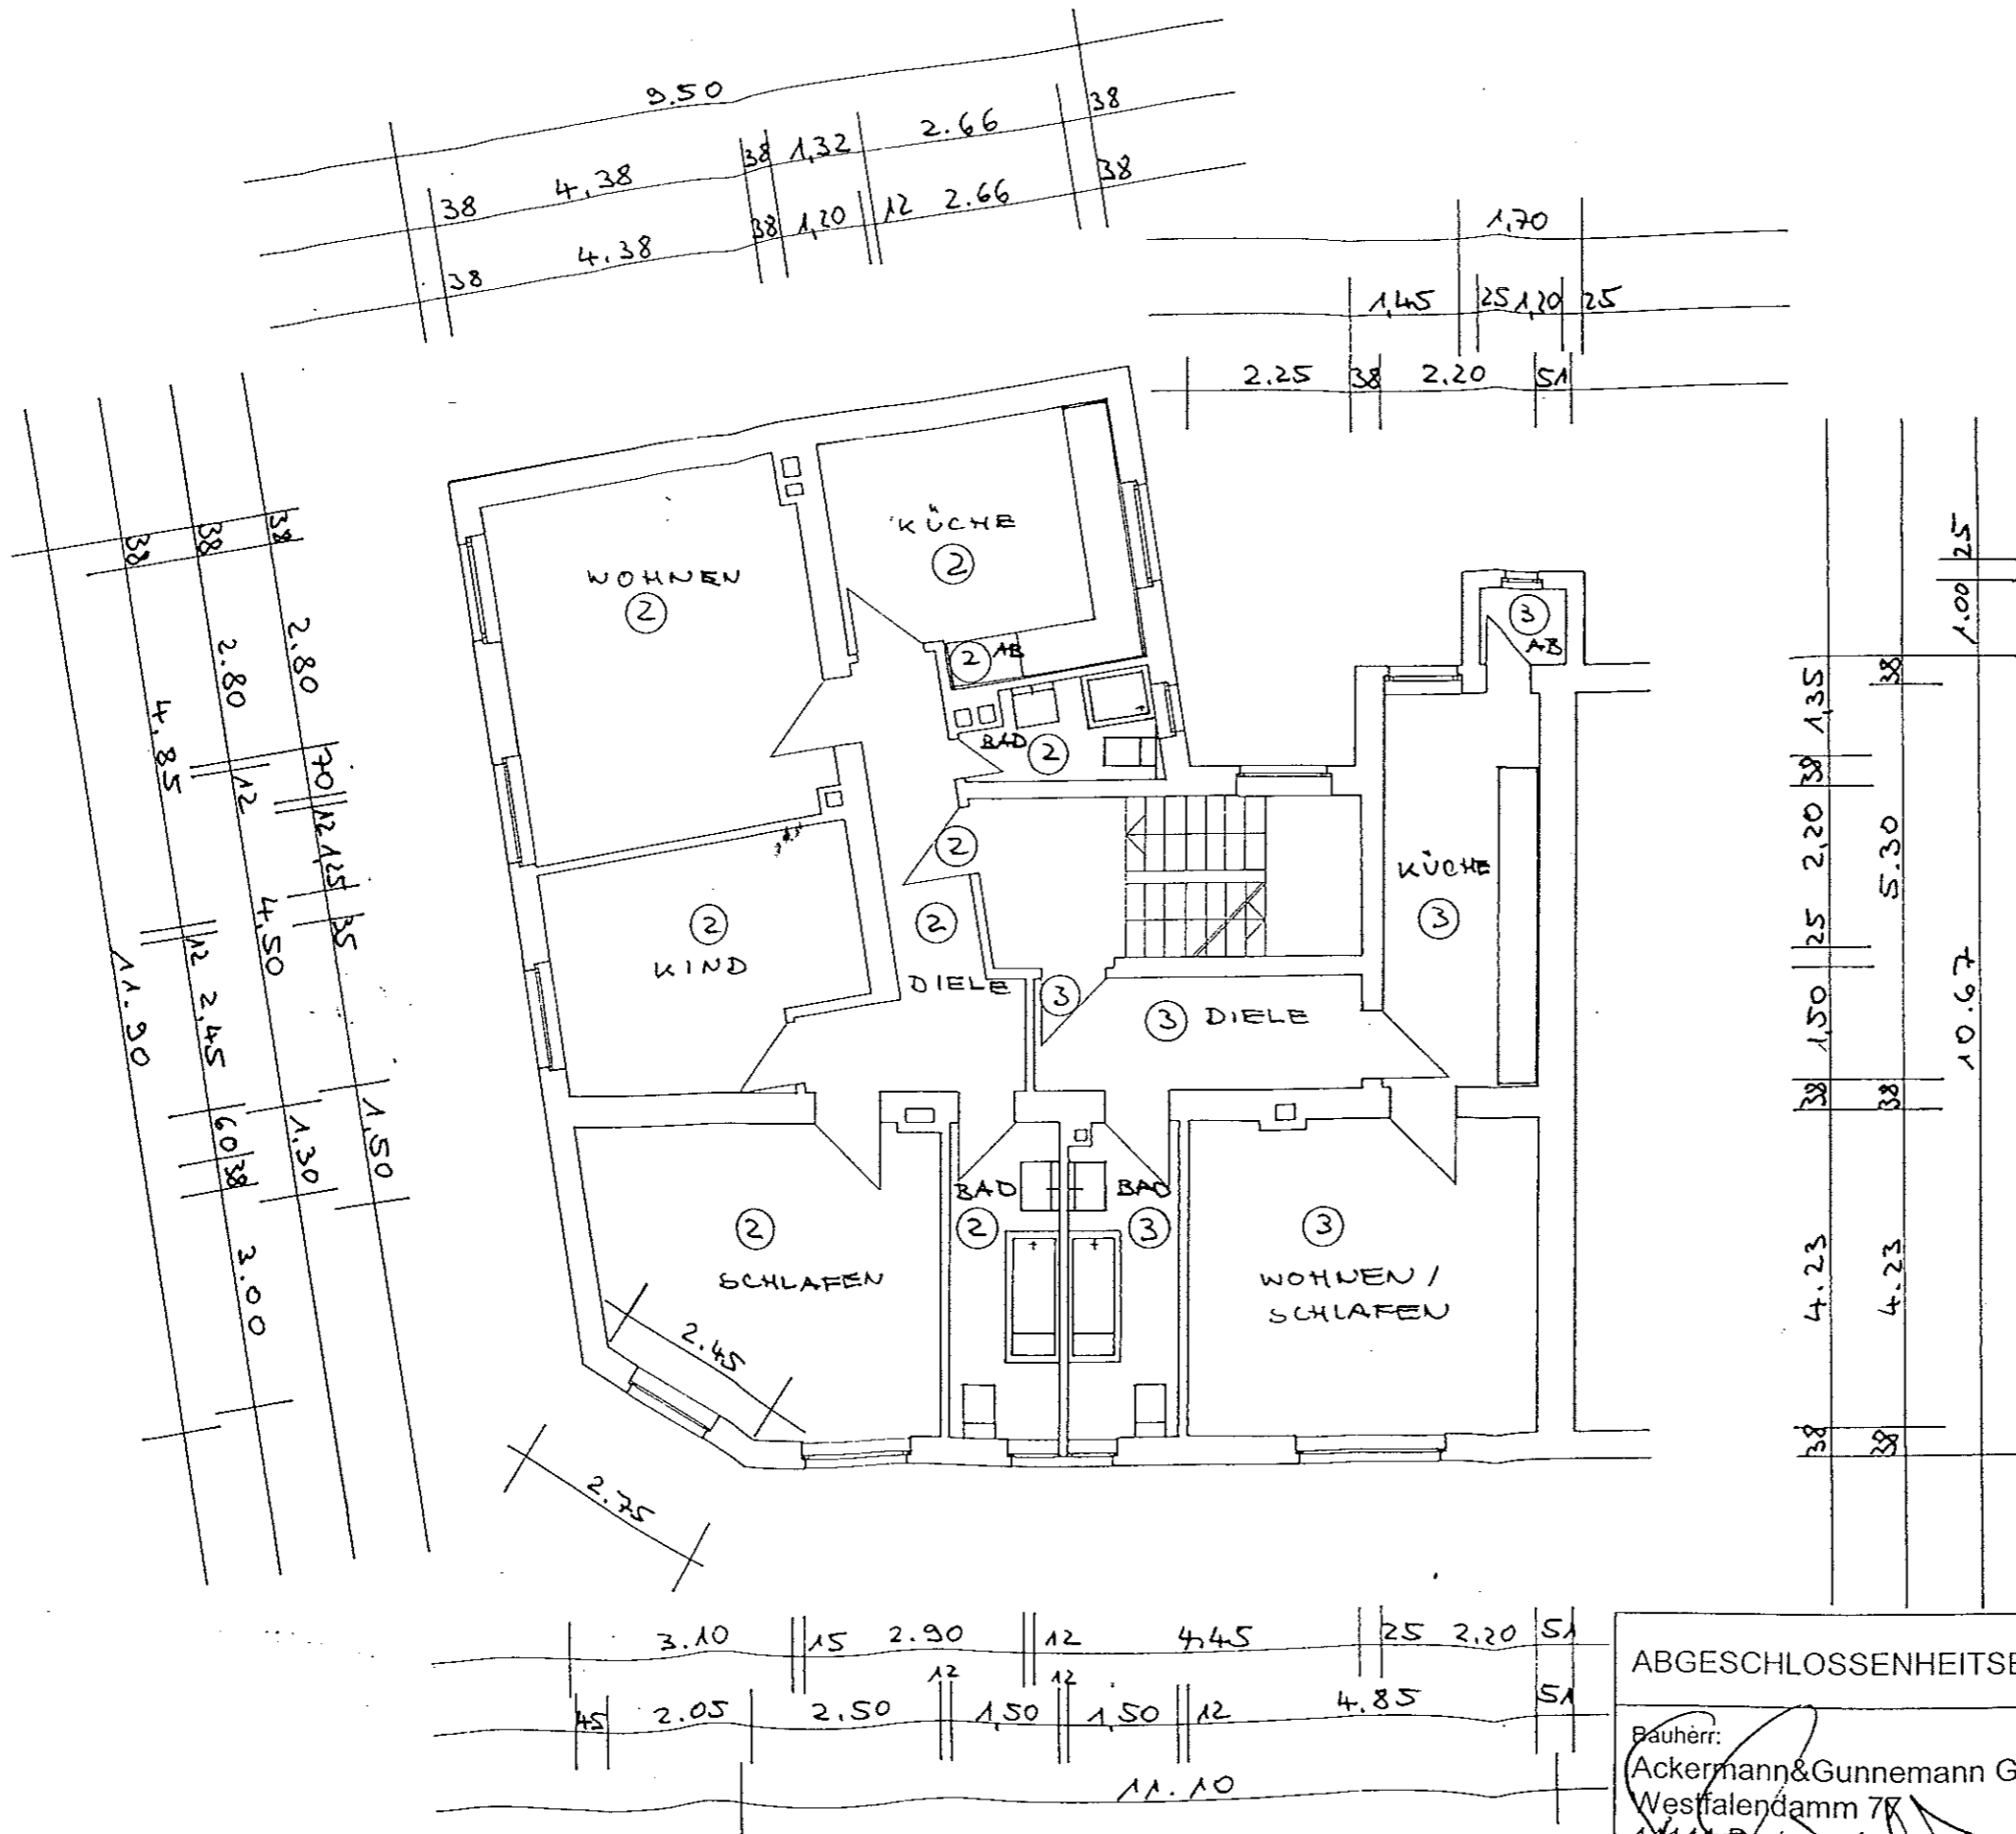 9.50
38 4.38 38 1,32 2.66 38
38 4.38 38 1,20 12 2.66 38
1,70
1,45 25 1,20 25
2.25 38 2.20 51
38 4,85 12 2,45 60 38 3.00
11.90
38 2.80 12 4,50 1,30
38 2.80 70 12 1,25 35 1,50
WOHNEN
2
KÜCHE
2
2 AB
BAD 2
2
2
KIND
2
DIELE
3
3 DIELE
3
AB
KÜCHE
3
2
SCHLAFEN
2.45
2.75
BAD
2
BAD
3
3
WOHNEN /
SCHLAFEN
1,35 38 2,20 25 1,50 38 4.23 38
38 5.30 38 4.23 38
25 1.00 10.67
3.10 15 2.90 12 4,45 25 2,20 51
45 2.05 2.50 12 1,50 12 1,50 12 4.85 51
11.10
ABGESCHLOSSENHEITSB
Bauherr:
Ackermann&Gunnemann G
Westfalendamm 77